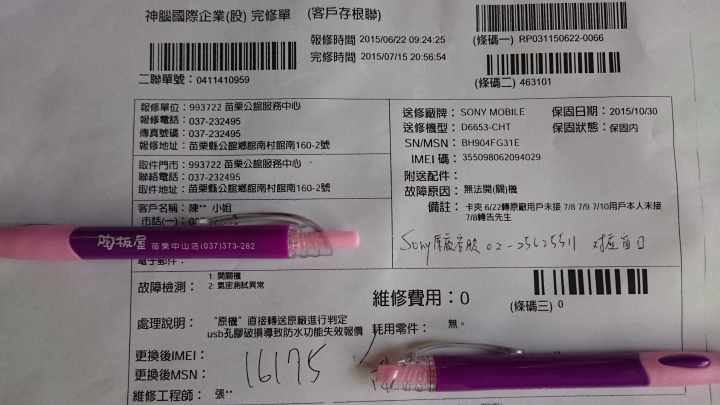 神腦國際企業(股) 完修單 (客戶存根聯)
報修時間 2015/06/22 09:24:25
完修時間 2015/07/15 20:56:54
(條碼一) RP031150622-0066
二聯單號：0411410959
(條碼二) 463101
報修單位：993722 苗栗公館服務中心
報修電話：037-232495
傳真號碼：037-232495
報修地址：苗栗縣公館鄉館南村館南160-2號
取件門市：993722 苗栗公館服務中心
聯絡電話：037-232495
取件地址：苗栗縣公館鄉館南村館南160-2號
客戶名稱：陳** 小姐
市話(一)：0
電子郵件：
送修廠牌：SONY MOBILE 保固日期：2015/10/30
送修機型：D6653-CHT 保固狀態：保固內
SN/MSN：BH904FG31E
IMEI 碼：355098062094029
附送配件：
故障原因：無法開(關)機
備註：卡夾 6/22轉原廠用戶未接 7/8 7/9 7/10用戶本人未接
7/8轉告先生
Sony原廠客服 02-25625511 對應窗口
陶板屋 苗栗中山店(037)373-262
故障檢測：1: 開關機
2: 氣密測試異常
維修費用：0
(條碼三) 0
處理說明："原機"直接轉送原廠進行判定
usb孔膠破損導致防水功能失效報價
耗用零件：無。
更換後IMEI：
更換後MSN：
16175
維修工程師：張**